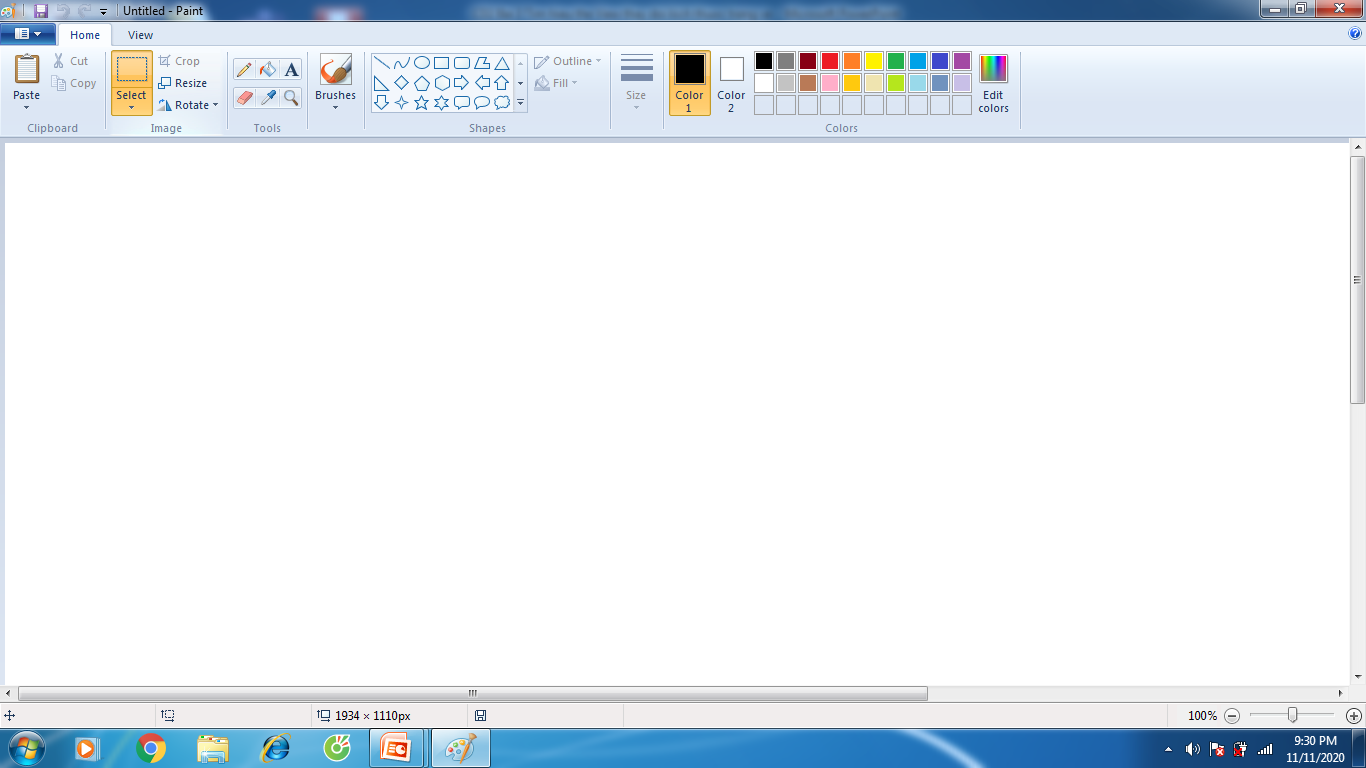 Untitled - Paint
Home View
Paste
Cut
Copy
Clipboard
Select
Crop
Resize
Rotate
Image
A
Tools
Brushes
Shapes
Outline
Fill
Size
Color 1
Color 2
Edit colors
Colors
1934 × 1110px
100%
9:30 PM
11/11/2020